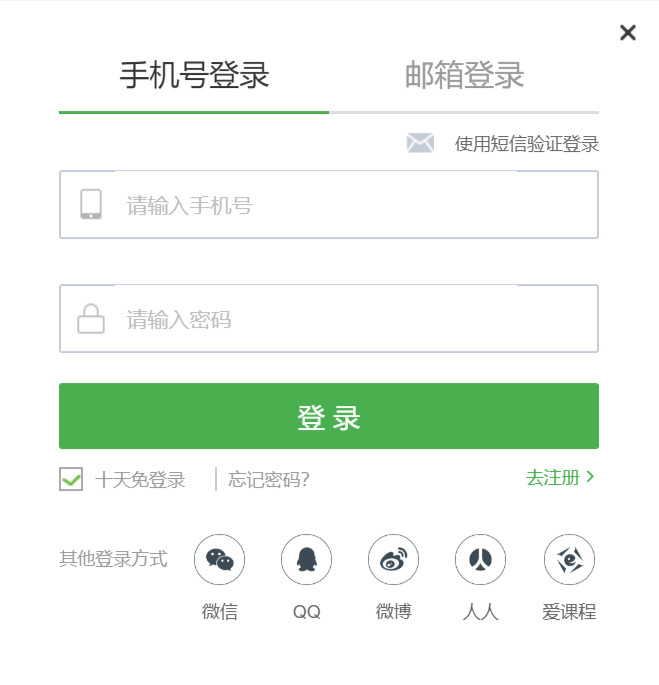 手机号登录 邮箱登录
使用短信验证登录
请输入手机号
请输入密码
登录
十天免登录 忘记密码? 去注册
其他登录方式
微信 QQ 微博 人人 爱课程